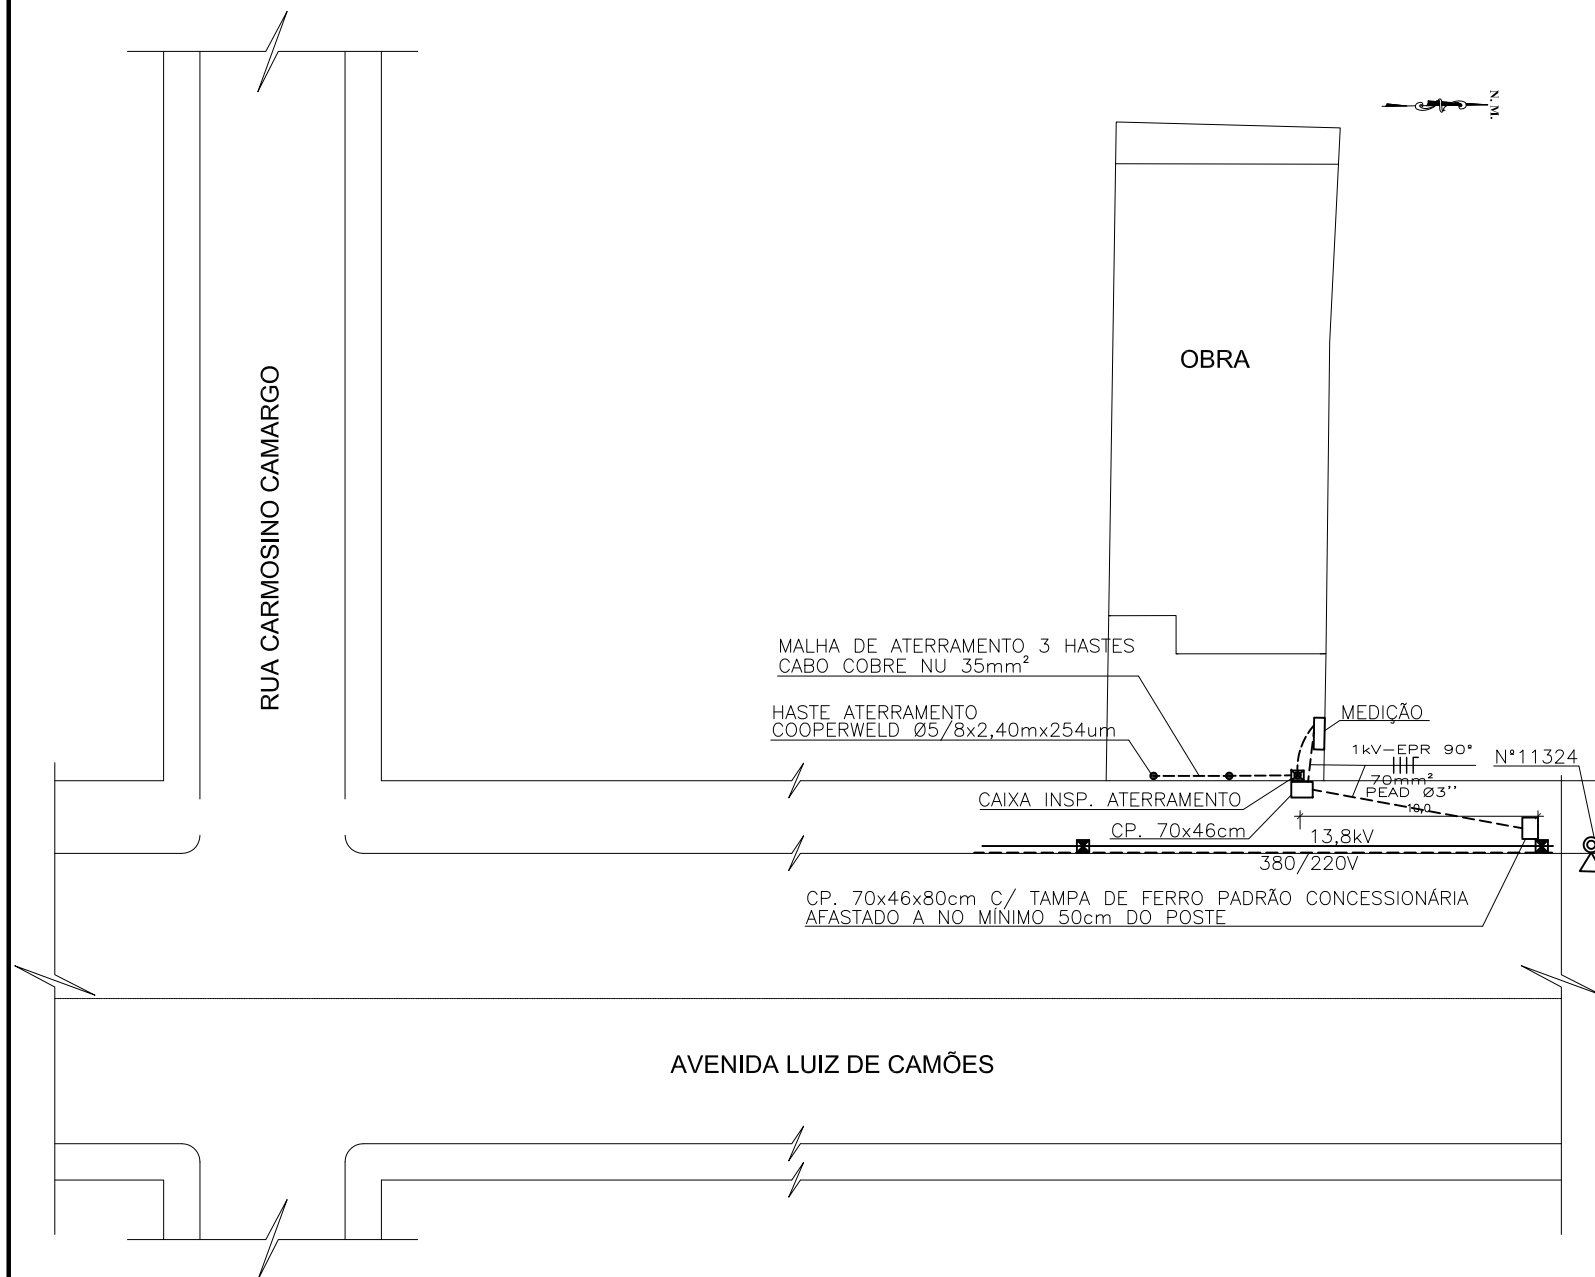 N. M.
OBRA
RUA CARMOSINO CAMARGO
MALHA DE ATERRAMENTO 3 HASTES
CABO COBRE NU 35mm²
HASTE ATERRAMENTO
COOPERWELD Ø5/8x2,40mx254um
MEDIÇÃO
1kV-EPR 90°
70mm²
PEAD Ø3''
10,0
N°11324
CAIXA INSP. ATERRAMENTO
CP. 70x46cm
13,8kV
380/220V
CP. 70x46x80cm C/ TAMPA DE FERRO PADRÃO CONCESSIONÁRIA
AFASTADO A NO MÍNIMO 50cm DO POSTE
AVENIDA LUIZ DE CAMÕES